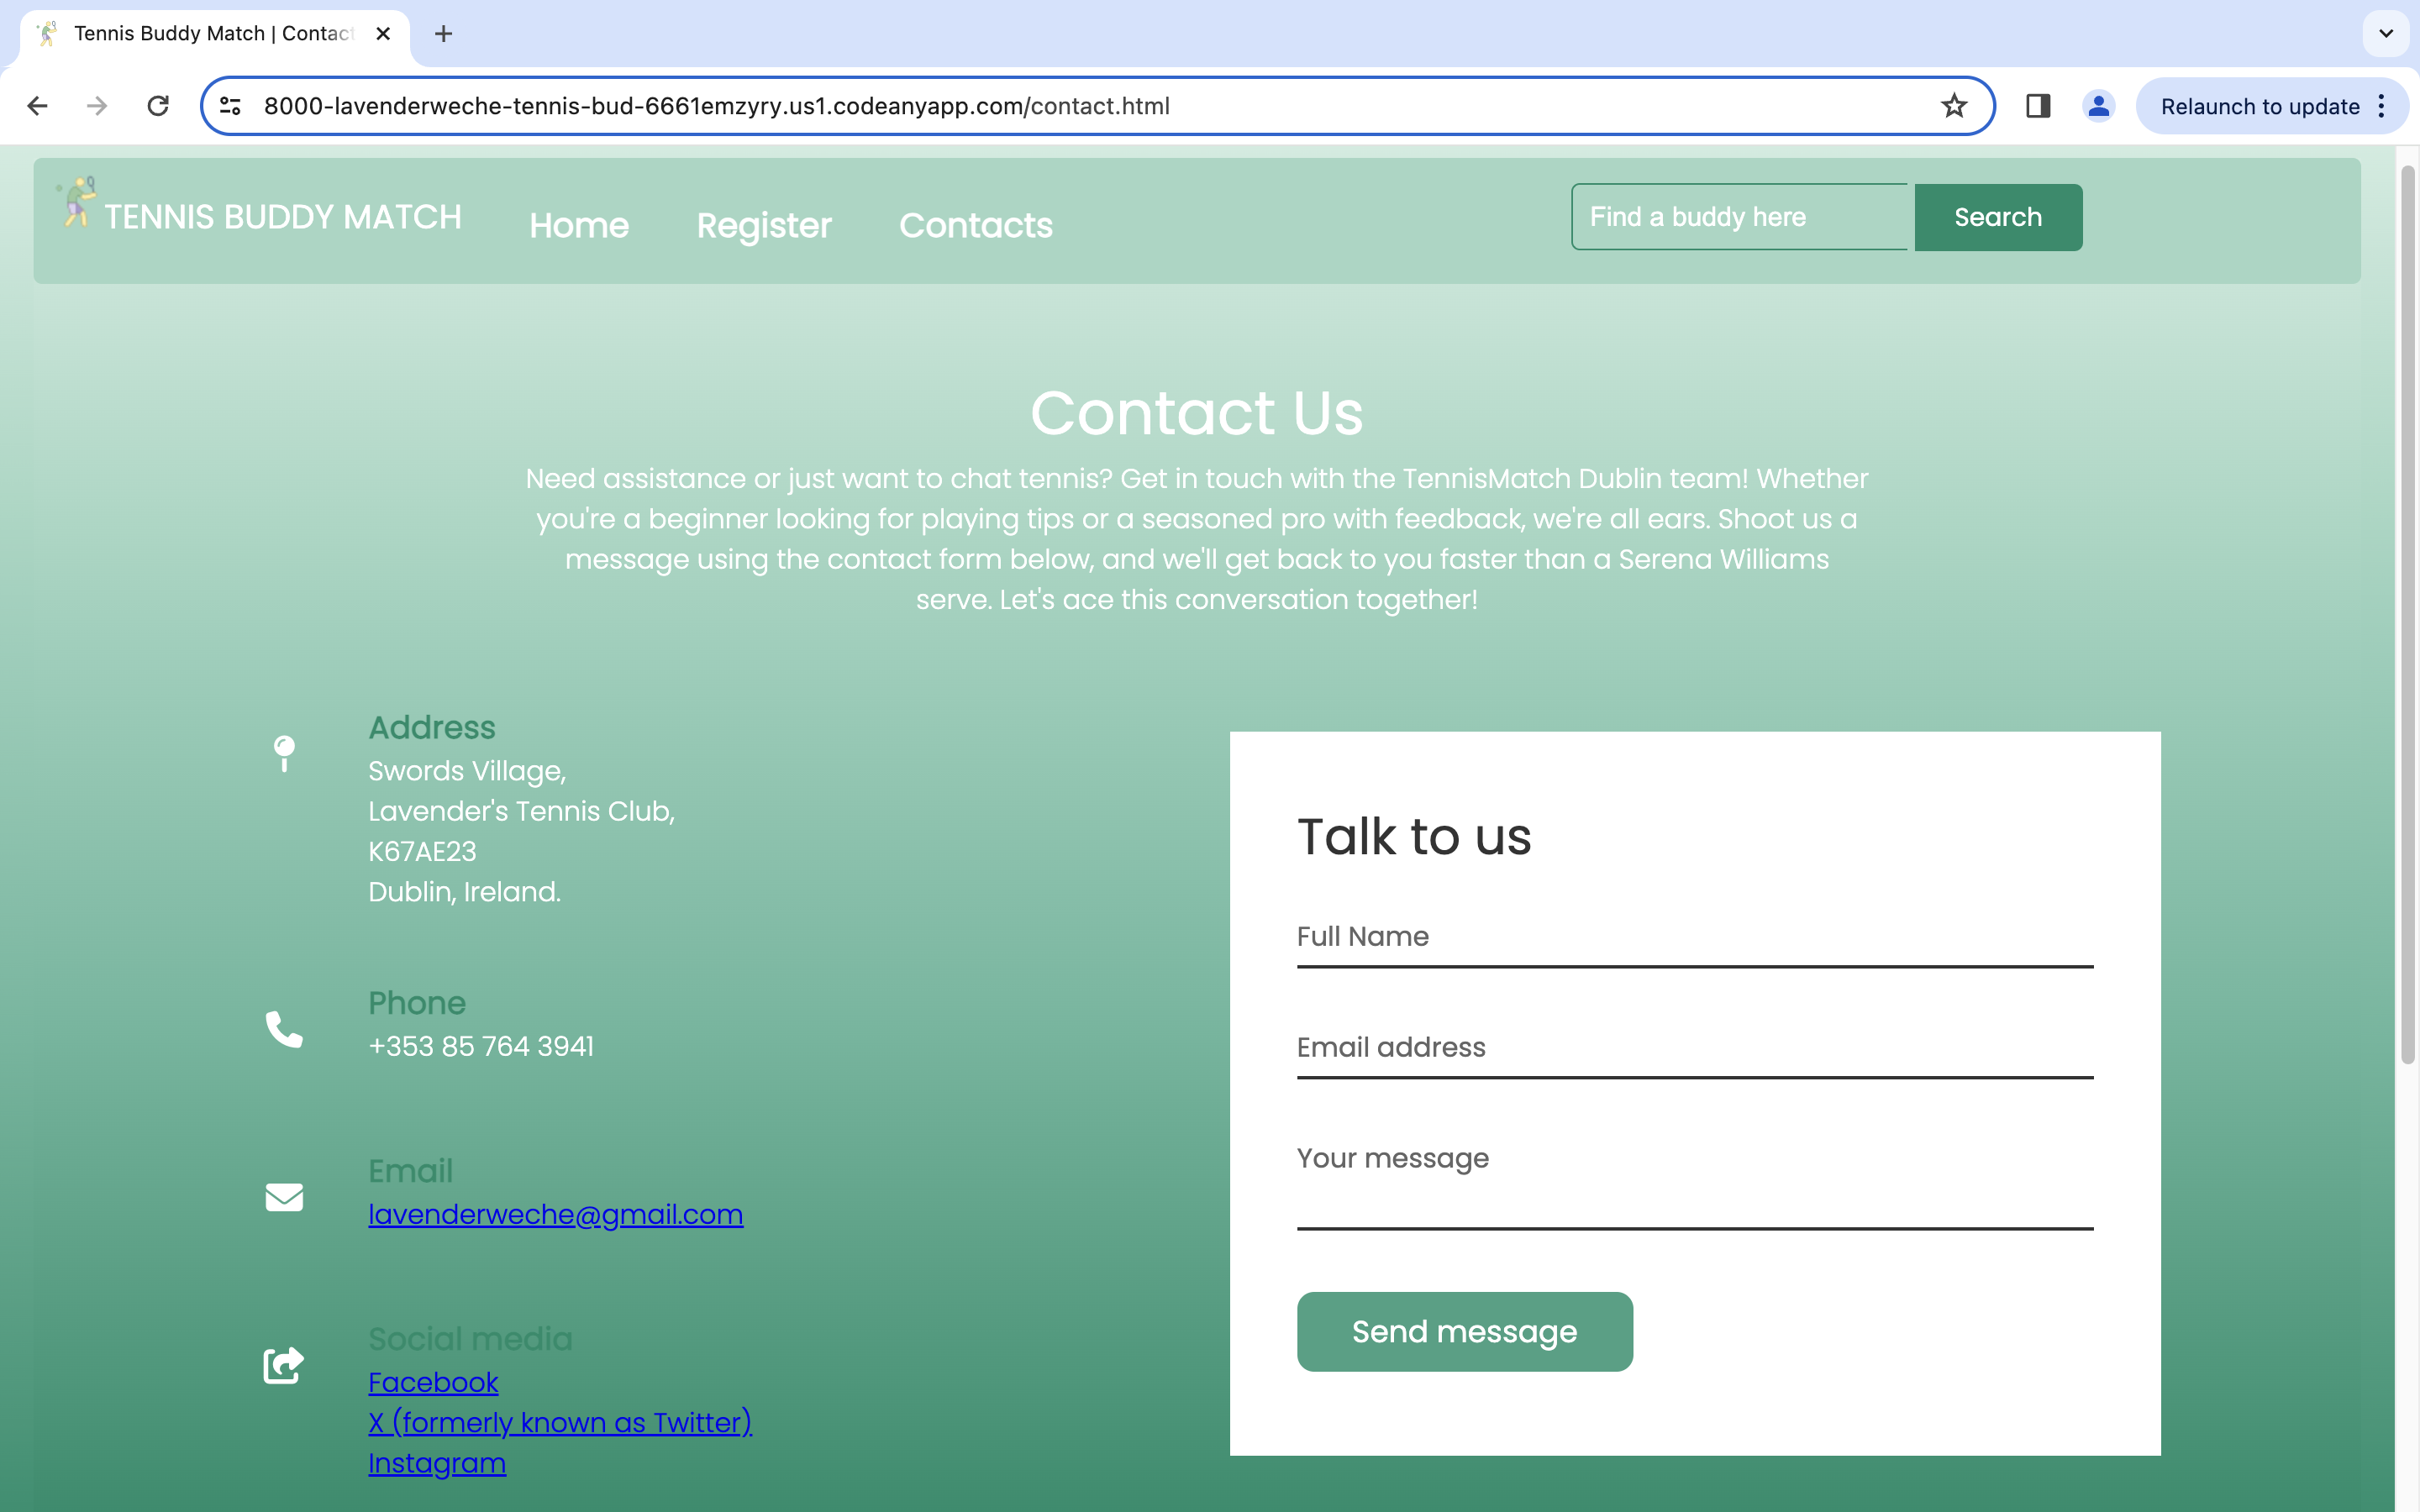 Tennis Buddy Match | Contact
8000-lavenderweche-tennis-bud-6661emzyry.us1.codeanyapp.com/contact.html
Relaunch to update
TENNIS BUDDY MATCH
Home
Register
Contacts
Find a buddy here
Search
Contact Us
Need assistance or just want to chat tennis? Get in touch with the TennisMatch Dublin team! Whether
you're a beginner looking for playing tips or a seasoned pro with feedback, we're all ears. Shoot us a
message using the contact form below, and we'll get back to you faster than a Serena Williams
serve. Let's ace this conversation together!
Address
Swords Village,
Lavender's Tennis Club,
K67AE23
Dublin, Ireland.
Phone
+353 85 764 3941
Email
lavenderweche@gmail.com
Social media
Facebook
X (formerly known as Twitter)
Instagram
Talk to us
Full Name
Email address
Your message
Send message